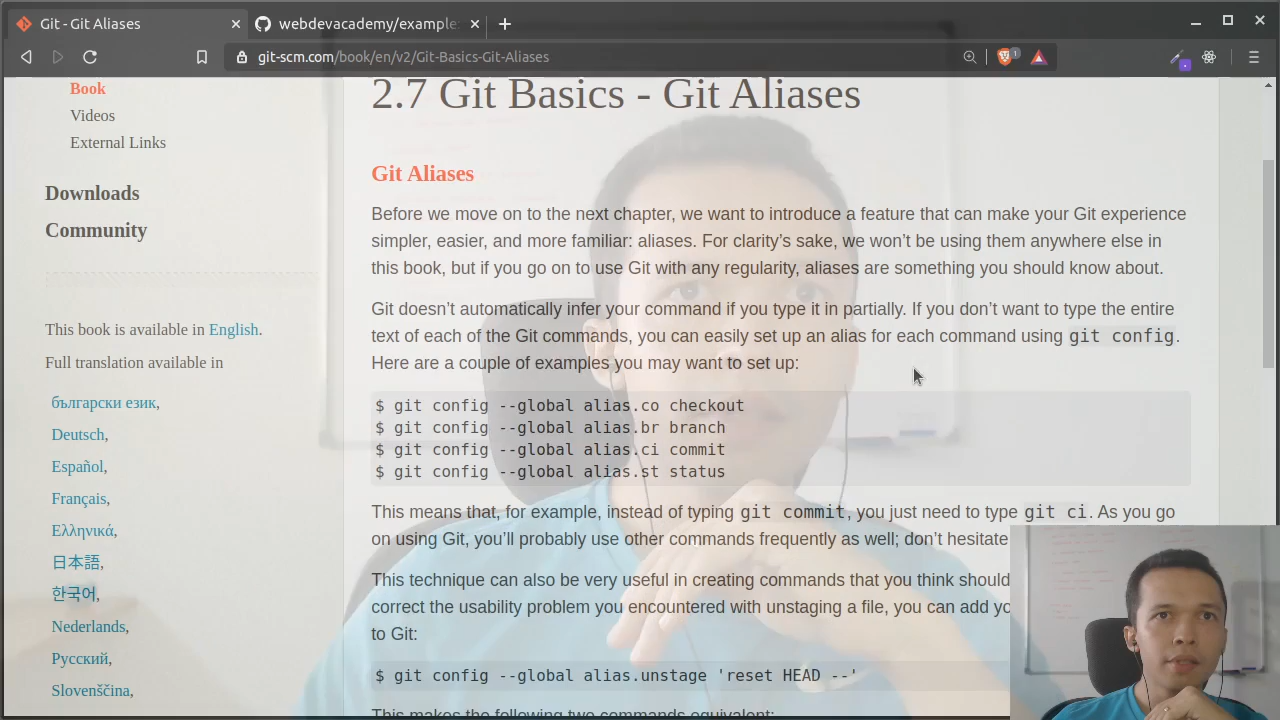 Git - Git Aliases
webdevacademy/example
git-scm.com/book/en/v2/Git-Basics-Git-Aliases
1
Book
Videos
External Links
Downloads
Community
This book is available in English.
Full translation available in
български език,
Deutsch,
Español,
Français,
Ελληνικά,
日本語,
한국어,
Nederlands,
Русский,
Slovenščina,
2.7 Git Basics - Git Aliases
Git Aliases
Before we move on to the next chapter, we want to introduce a feature that can make your Git experience
simpler, easier, and more familiar: aliases. For clarity’s sake, we won’t be using them anywhere else in
this book, but if you go on to use Git with any regularity, aliases are something you should know about.
Git doesn’t automatically infer your command if you type it in partially. If you don’t want to type the entire
text of each of the Git commands, you can easily set up an alias for each command using git config.
Here are a couple of examples you may want to set up:
$ git config --global alias.co checkout
$ git config --global alias.br branch
$ git config --global alias.ci commit
$ git config --global alias.st status
This means that, for example, instead of typing git commit, you just need to type git ci. As you go
on using Git, you’ll probably use other commands frequently as well; don’t hesitate
This technique can also be very useful in creating commands that you think should
correct the usability problem you encountered with unstaging a file, you can add yo
to Git:
$ git config --global alias.unstage 'reset HEAD --'
This makes the following two commands equivalent: